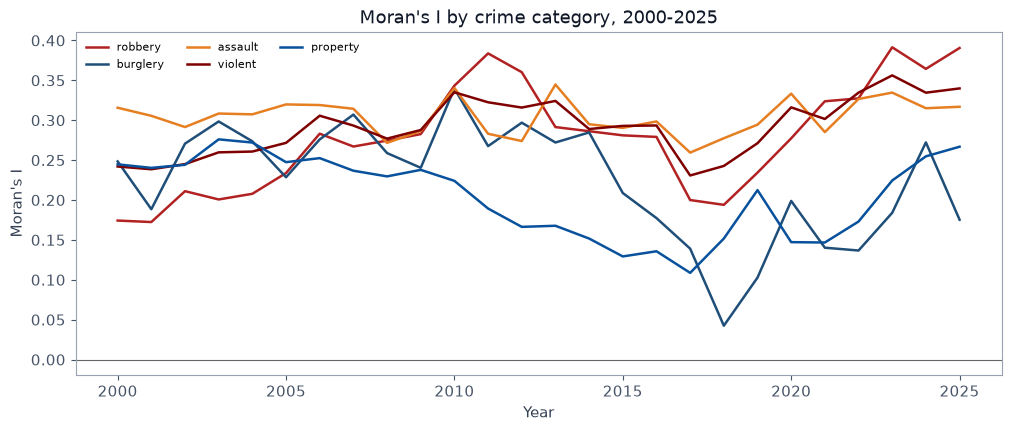 Moran's I by crime category, 2000-2025
robbery assault property
burglery violent
0.40
0.35
0.30
0.25
0.20
0.15
0.10
0.05
0.00
Moran's I
2000 2005 2010 2015 2020 2025
Year